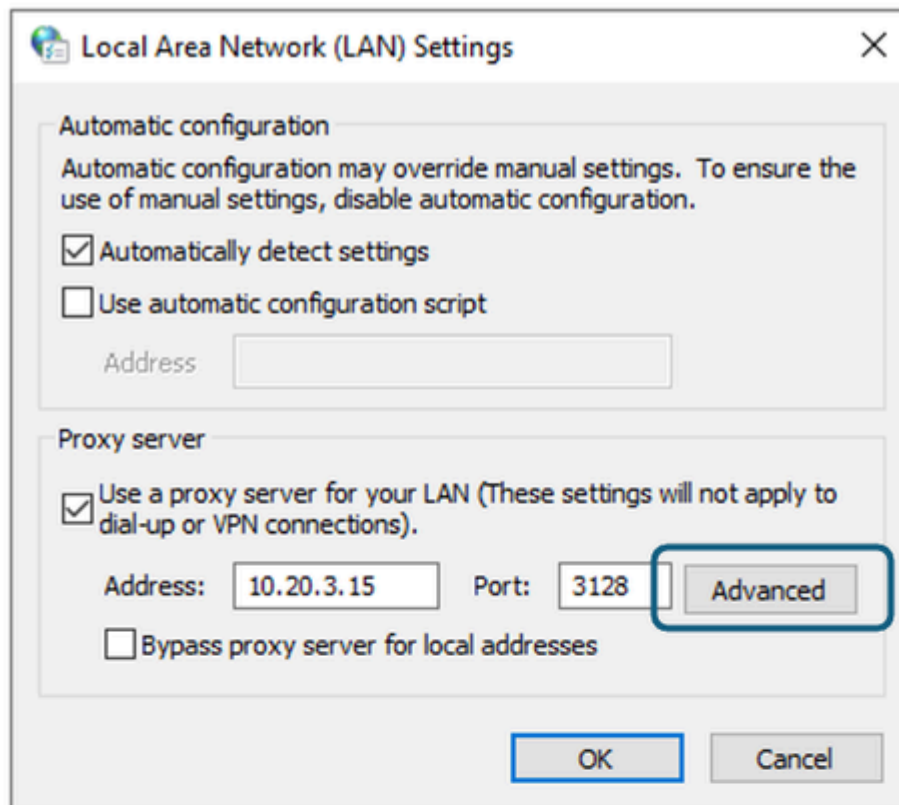 Local Area Network (LAN) Settings
Automatic configuration
Automatic configuration may override manual settings. To ensure the
use of manual settings, disable automatic configuration.
Automatically detect settings
Use automatic configuration script
Address
Proxy server
Use a proxy server for your LAN (These settings will not apply to
dial-up or VPN connections).
Address: 10.20.3.15 Port: 3128 Advanced
Bypass proxy server for local addresses
OK Cancel